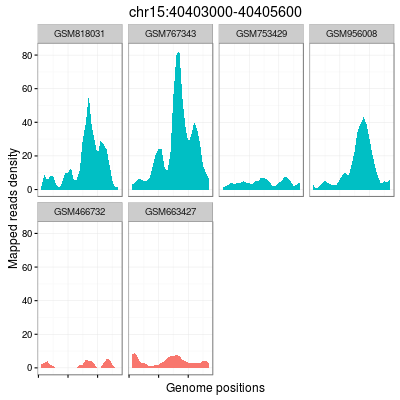 chr15:40403000-40405600
GSM818031 GSM767343 GSM753429 GSM956008
80
60
40
20
0
GSM466732 GSM663427
80
60
40
20
0
Mapped reads density
Genome positions